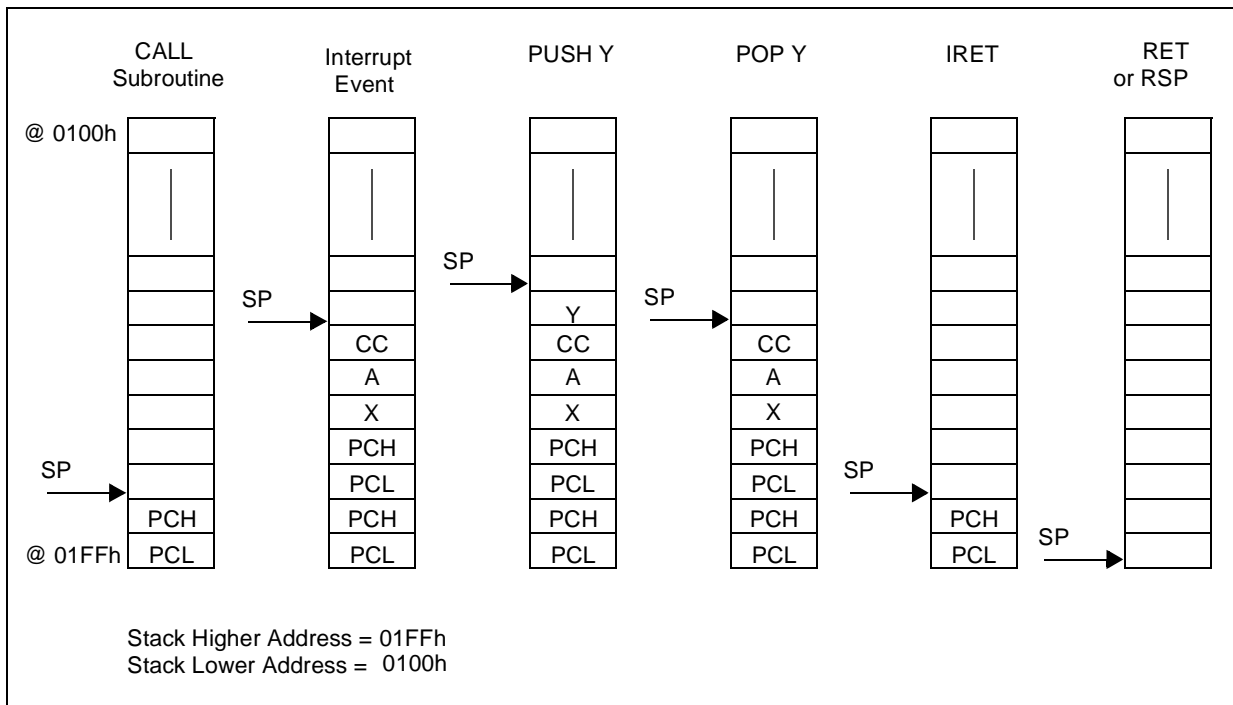 CALL
Subroutine
Interrupt
Event
PUSH Y
POP Y
IRET
RET
or RSP
@ 0100h
SP
PCH
@ 01FFh
PCL
SP
CC
A
X
PCH
PCL
PCH
PCL
SP
Y
CC
A
X
PCH
PCL
PCH
PCL
SP
CC
A
X
PCH
PCL
PCH
PCL
SP
PCH
PCL
SP
Stack Higher Address = 01FFh
Stack Lower Address = 0100h